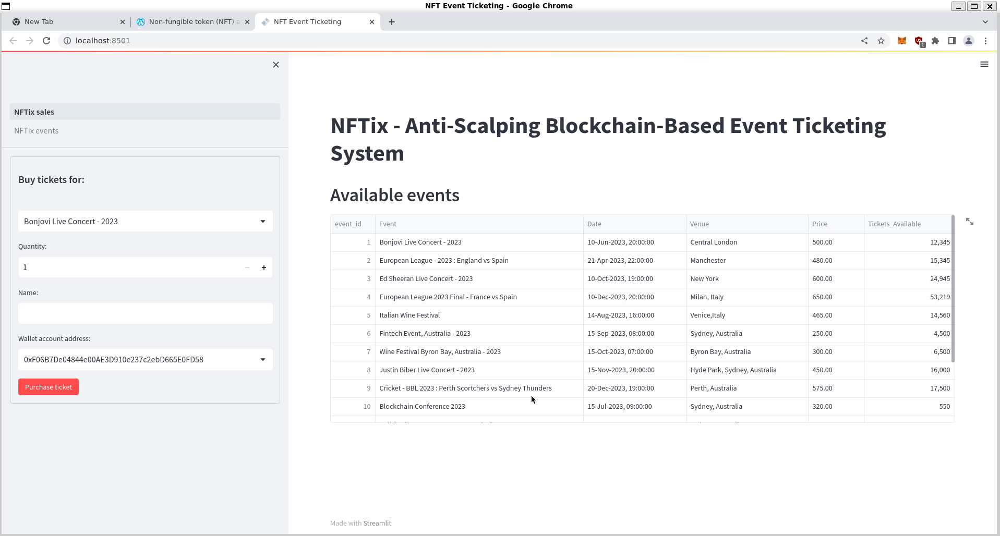 NFT Event Ticketing - Google Chrome
New Tab
Non-fungible token (NFT)
NFT Event Ticketing
localhost:8501
1
NFTix sales
NFTix events
Buy tickets for:
Bonjovi Live Concert - 2023
Quantity:
1
Name:
Wallet account address:
0xF06B7De04844e00AE3D910e237c2ebD665E0FD58
Purchase ticket
NFTix - Anti-Scalping Blockchain-Based Event Ticketing
System
Available events
event_id Event Date Venue Price Tickets_Available
1 Bonjovi Live Concert - 2023 10-Jun-2023, 20:00:00 Central London 500.00 12,345
2 European League - 2023 : England vs Spain 21-Apr-2023, 22:00:00 Manchester 480.00 15,345
3 Ed Sheeran Live Concert - 2023 10-Oct-2023, 19:00:00 New York 600.00 24,945
4 European League 2023 Final - France vs Spain 10-Dec-2023, 20:00:00 Milan, Italy 650.00 53,219
5 Italian Wine Festival 14-Aug-2023, 16:00:00 Venice,Italy 465.00 14,560
6 Fintech Event, Australia - 2023 15-Sep-2023, 08:00:00 Sydney, Australia 250.00 4,500
7 Wine Festival Byron Bay, Australia - 2023 15-Oct-2023, 07:00:00 Byron Bay, Australia 300.00 6,500
8 Justin Biber Live Concert - 2023 15-Nov-2023, 20:00:00 Hyde Park, Sydney, Australia 450.00 16,000
9 Cricket - BBL 2023 : Perth Scortchers vs Sydney Thunders 20-Dec-2023, 19:00:00 Perth, Australia 575.00 17,500
10 Blockchain Conference 2023 15-Jul-2023, 09:00:00 Sydney, Australia 320.00 550
Made with Streamlit